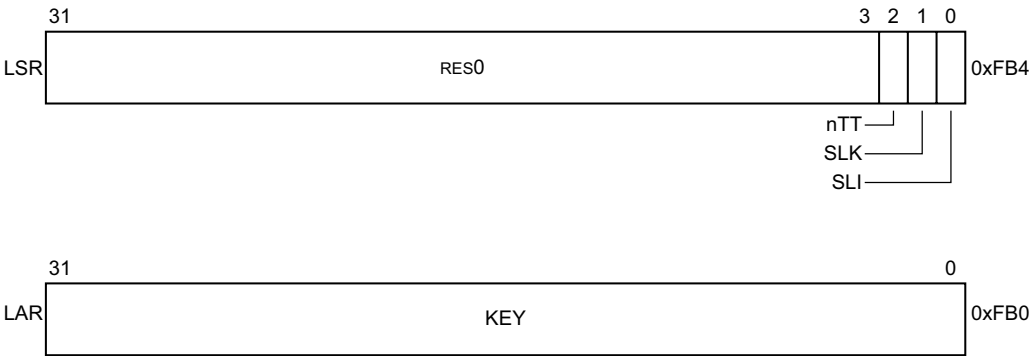 31 3 2 1 0
LSR RES0 0xFB4
nTT
SLK
SLI
31 0
LAR KEY 0xFB0